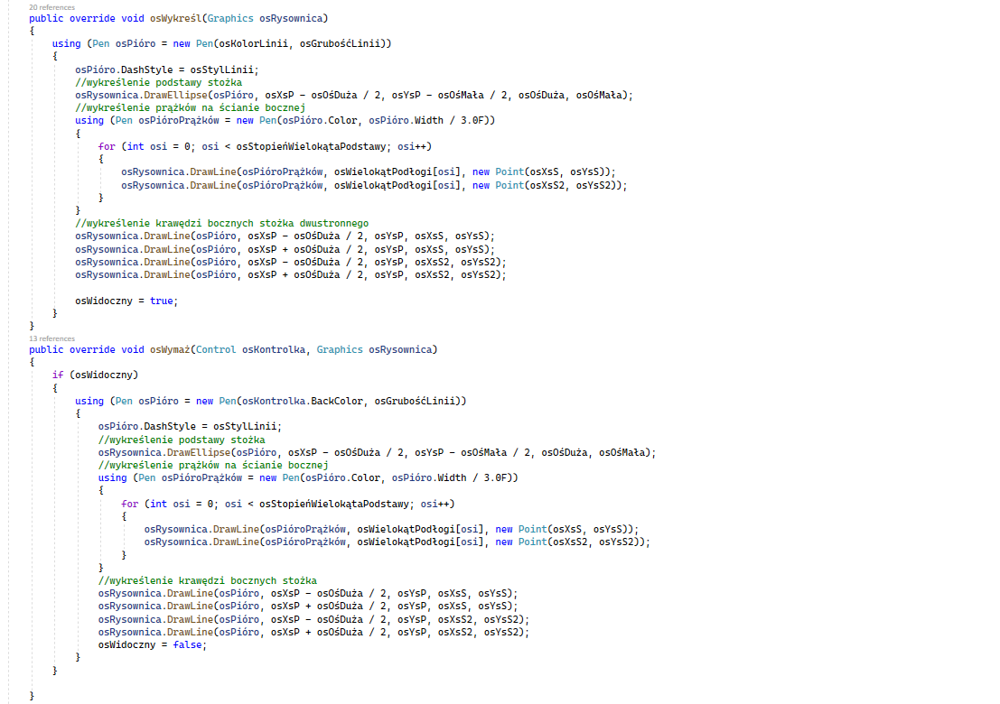 20 references
public override void osWykreśl(Graphics osRysownica)
{
using (Pen osPióro = new Pen(osKolorLinii, osGrubośćLinii))
{
osPióro.DashStyle = osStylLinii;
//wykreślenie podstawy stożka
osRysownica.DrawEllipse(osPióro, osXsP - osOśDuża / 2, osYsP - osOśMała / 2, osOśDuża, osOśMała);
//wykreślenie prążków na ścianie bocznej
using (Pen osPióroPrążków = new Pen(osPióro.Color, osPióro.Width / 3.0F))
{
for (int osi = 0; osi < osStopieńWielokątaPodstawy; osi++)
{
osRysownica.DrawLine(osPióroPrążków, osWielokątPodłogi[osi], new Point(osXsS, osYsS));
osRysownica.DrawLine(osPióroPrążków, osWielokątPodłogi[osi], new Point(osXsS2, osYsS2));
}
}
//wykreślenie krawędzi bocznych stożka dwustronnego
osRysownica.DrawLine(osPióro, osXsP - osOśDuża / 2, osYsP, osXsS, osYsS);
osRysownica.DrawLine(osPióro, osXsP + osOśDuża / 2, osYsP, osXsS, osYsS);
osRysownica.DrawLine(osPióro, osXsP - osOśDuża / 2, osYsP, osXsS2, osYsS2);
osRysownica.DrawLine(osPióro, osXsP + osOśDuża / 2, osYsP, osXsS2, osYsS2);
osWidoczny = true;
}
}
13 references
public override void osWymaż(Control osKontrolka, Graphics osRysownica)
{
if (osWidoczny)
{
using (Pen osPióro = new Pen(osKontrolka.BackColor, osGrubośćLinii))
{
osPióro.DashStyle = osStylLinii;
//wykreślenie podstawy stożka
osRysownica.DrawEllipse(osPióro, osXsP - osOśDuża / 2, osYsP - osOśMała / 2, osOśDuża, osOśMała);
//wykreślenie prążków na ścianie bocznej
using (Pen osPióroPrążków = new Pen(osPióro.Color, osPióro.Width / 3.0F))
{
for (int osi = 0; osi < osStopieńWielokątaPodstawy; osi++)
{
osRysownica.DrawLine(osPióroPrążków, osWielokątPodłogi[osi], new Point(osXsS, osYsS));
osRysownica.DrawLine(osPióroPrążków, osWielokątPodłogi[osi], new Point(osXsS2, osYsS2));
}
}
//wykreślenie krawędzi bocznych stożka
osRysownica.DrawLine(osPióro, osXsP - osOśDuża / 2, osYsP, osXsS, osYsS);
osRysownica.DrawLine(osPióro, osXsP + osOśDuża / 2, osYsP, osXsS, osYsS);
osRysownica.DrawLine(osPióro, osXsP - osOśDuża / 2, osYsP, osXsS2, osYsS2);
osRysownica.DrawLine(osPióro, osXsP + osOśDuża / 2, osYsP, osXsS2, osYsS2);
osWidoczny = false;
}
}
}